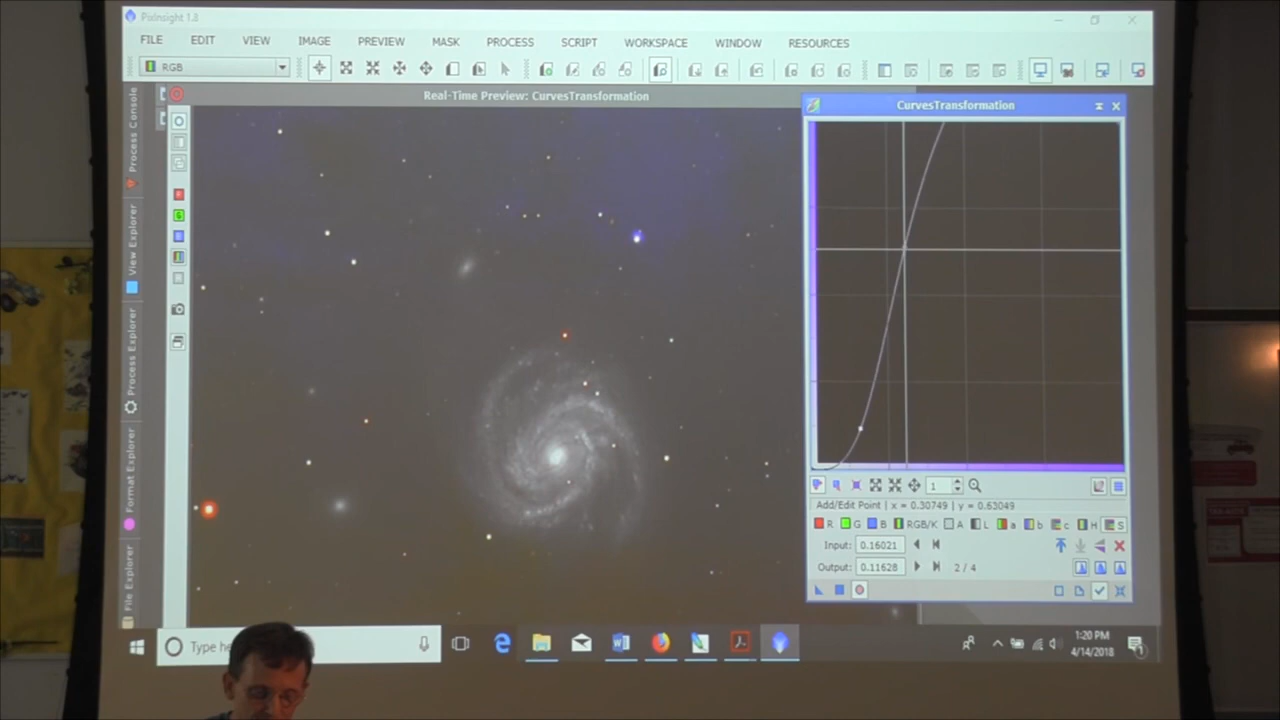 PixInsight 1.8
FILE EDIT VIEW IMAGE PREVIEW MASK PROCESS SCRIPT WORKSPACE WINDOW RESOURCES
RGB
Real-Time Preview: CurvesTransformation
CurvesTransformation
Process Console
View Explorer
Process Explorer
Format Explorer
File Explorer
R
G
1
Add/Edit Point | x = 0.30749 | y = 0.63049
R G B RGB/K A L a b c H S
Input: 0.16021
Output: 0.11628 2 / 4
Type he
1:20 PM
4/14/2018